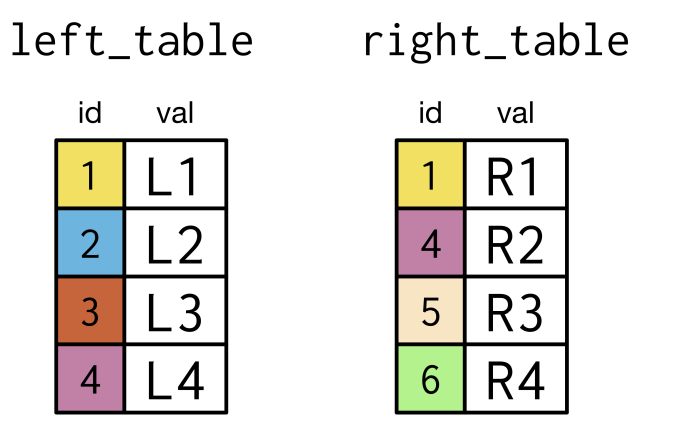 left_table right_table
id val id val
1 L1 1 R1
2 L2 4 R2
3 L3 5 R3
4 L4 6 R4